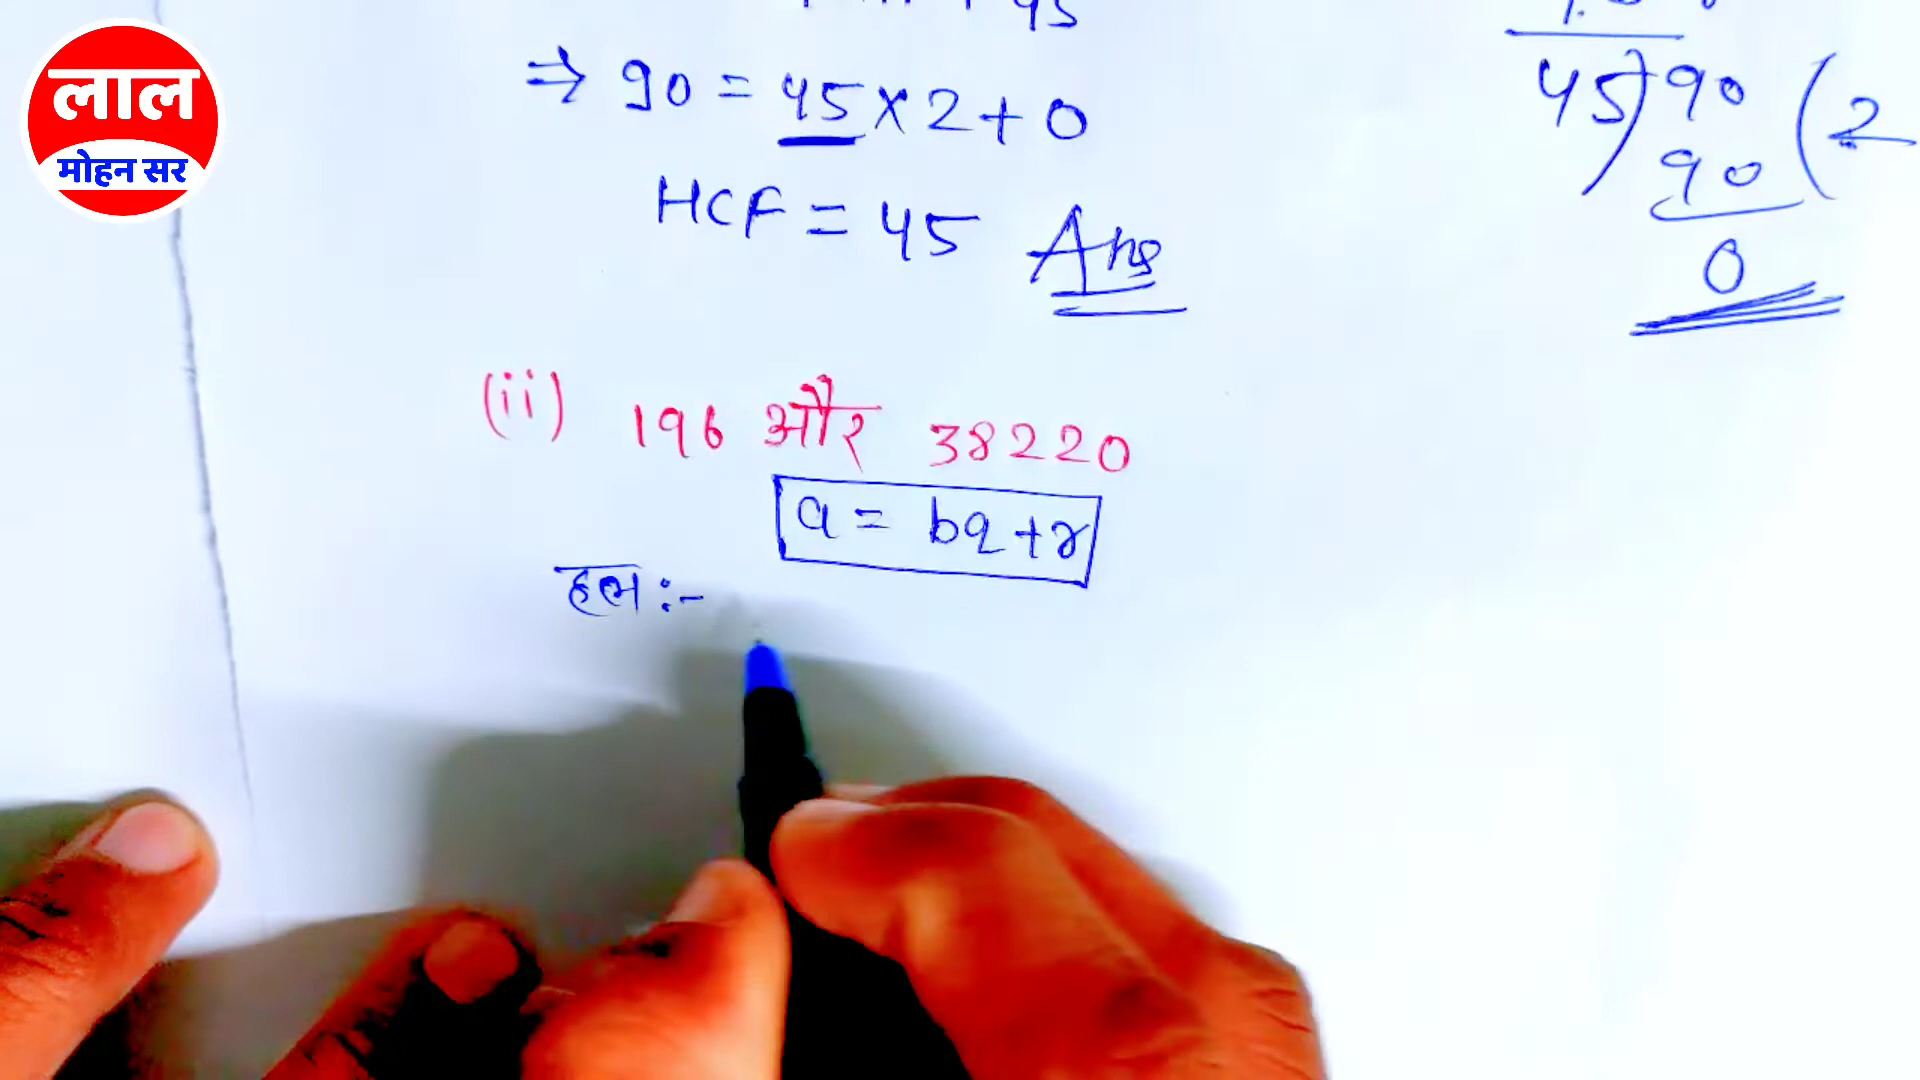 लाल
मोहन सर
45
⇒ 90 = 45 × 2 + 0
HCF = 45 Ans
45) 90 (2
90
0
(ii) 196 और 38220
a = bq + r
हल :-